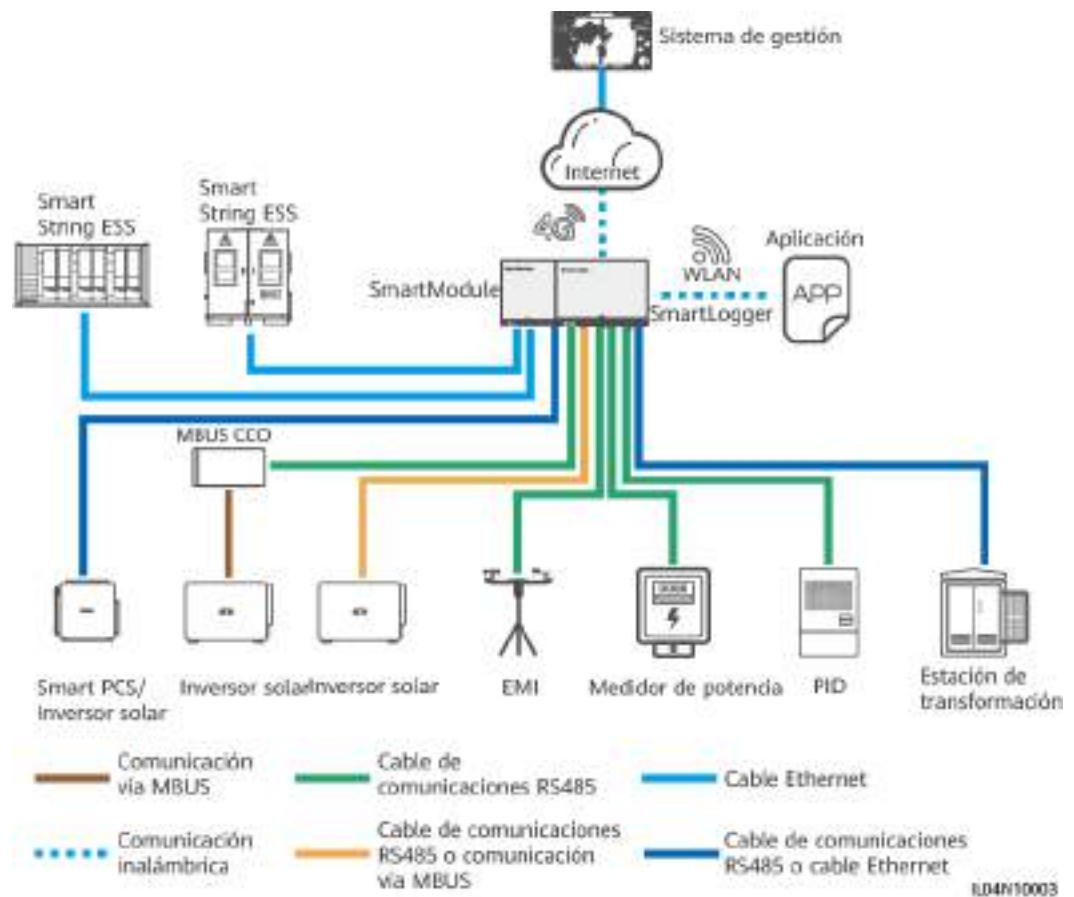 Sistema de gestión
Internet
4G
Smart
String ESS
Smart
String ESS
SmartModule
WLAN
SmartLogger
Aplicación
APP
MBUS CCO
Smart PCS/
Inversor solar
Inversor solar
Inversor solar
EMI
Medidor de potencia
PID
Estación de
transformación
Comunicación
vía MBUS
Cable de
comunicaciones RS485
Cable Ethernet
Comunicación
inalámbrica
Cable de comunicaciones
RS485 o comunicación
vía MBUS
Cable de comunicaciones
RS485 o cable Ethernet
IL04N10003